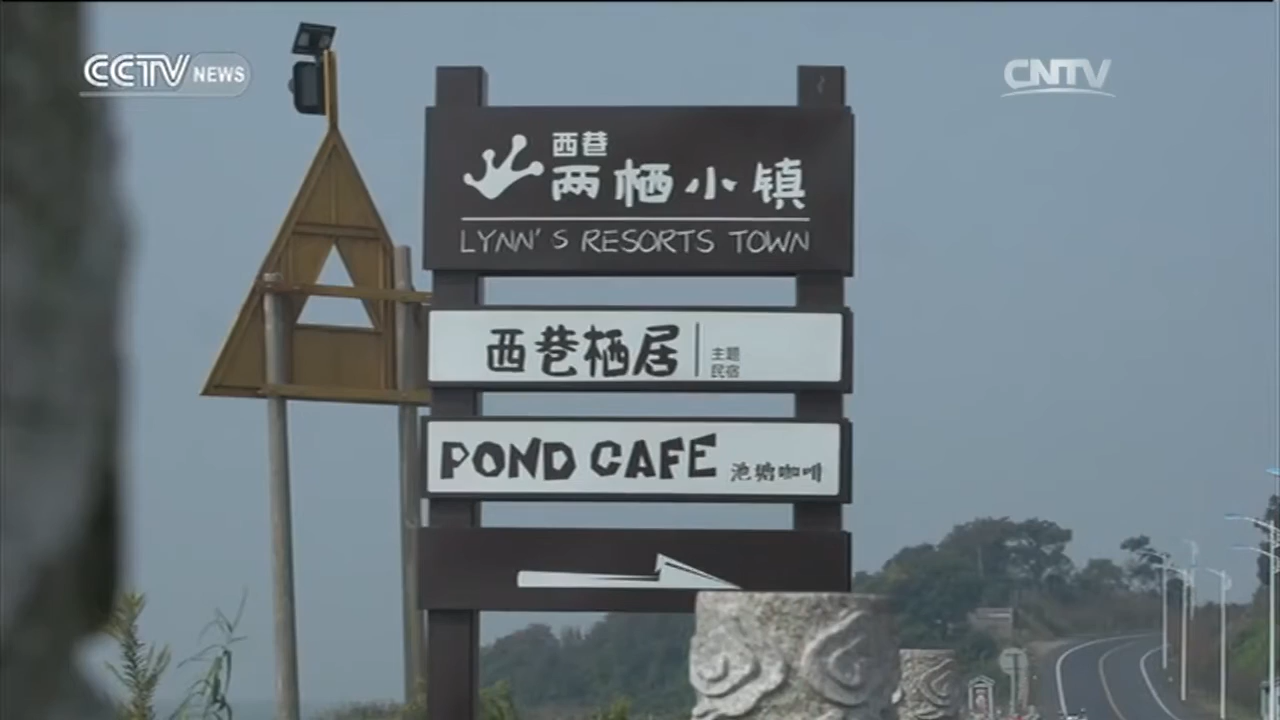 CCTV NEWS
CNTV
西巷
两栖小镇
LYNN'S RESORTS TOWN
西巷栖居
主题
民宿
POND CAFE 池塘咖啡